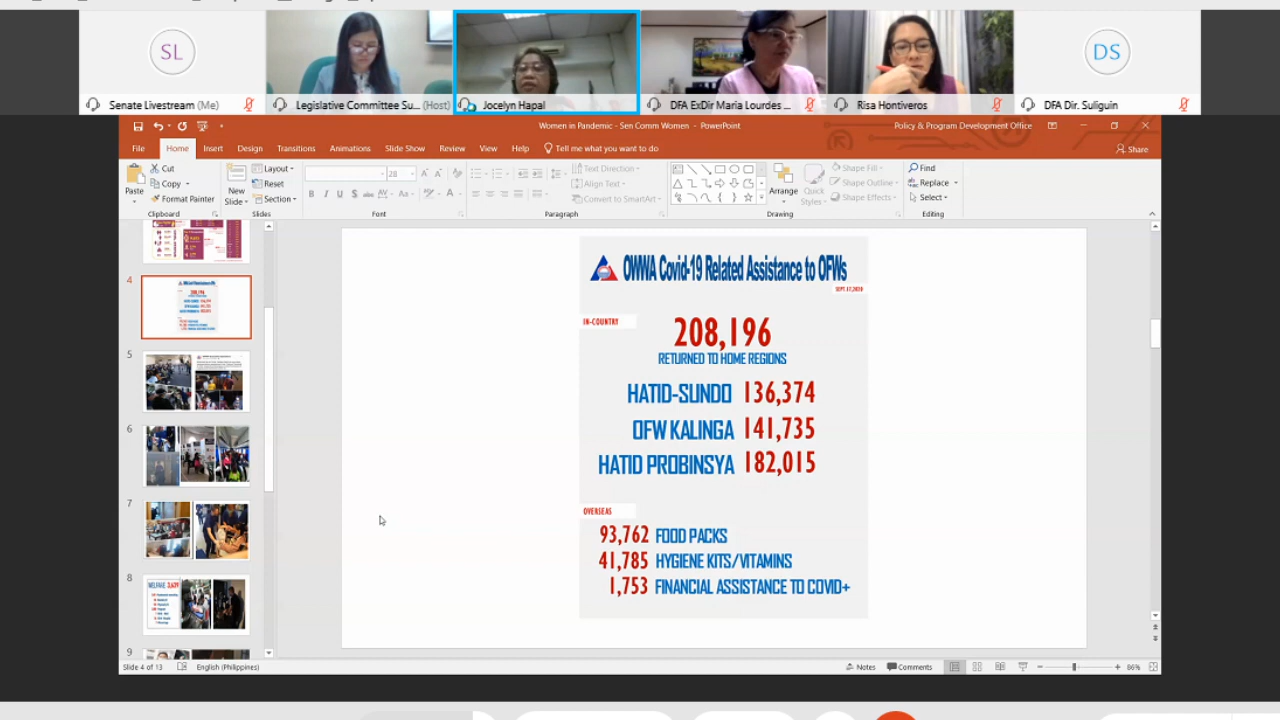 SL
DS
Senate Livestream (Me)
Legislative Committee Su... (Host)
Jocelyn Hapal
DFA ExDir Maria Lourdes ...
Risa Hontiveros
DFA Dir. Suliguin
Women in Pandemic - Sen Comm Women - PowerPoint
Policy & Program Development Office
File Home Insert Design Transitions Animations Slide Show Review View Help Tell me what you want to do
Share
Paste
Cut
Copy
Format Painter
Clipboard
New Slide
Layout
Reset
Section
Slides
28
B I U S abc AV Aa A
Font
Text Direction
Align Text
Convert to SmartArt
Paragraph
Arrange
Quick Styles
Shape Fill
Shape Outline
Shape Effects
Drawing
Find
Replace
Select
Editing
4
5
6
7
8
9
OWWA Covid-19 Related Assistance to OFWs
SEPT.17,2020
IN-COUNTRY
208,196
RETURNED TO HOME REGIONS
HATID-SUNDO 136,374
OFW KALINGA 141,735
HATID PROBINSYA 182,015
OVERSEAS
93,762 FOOD PACKS
41,785 HYGIENE KITS/VITAMINS
1,753 FINANCIAL ASSISTANCE TO COVID+
Slide 4 of 13
English (Philippines)
Notes
Comments
86%